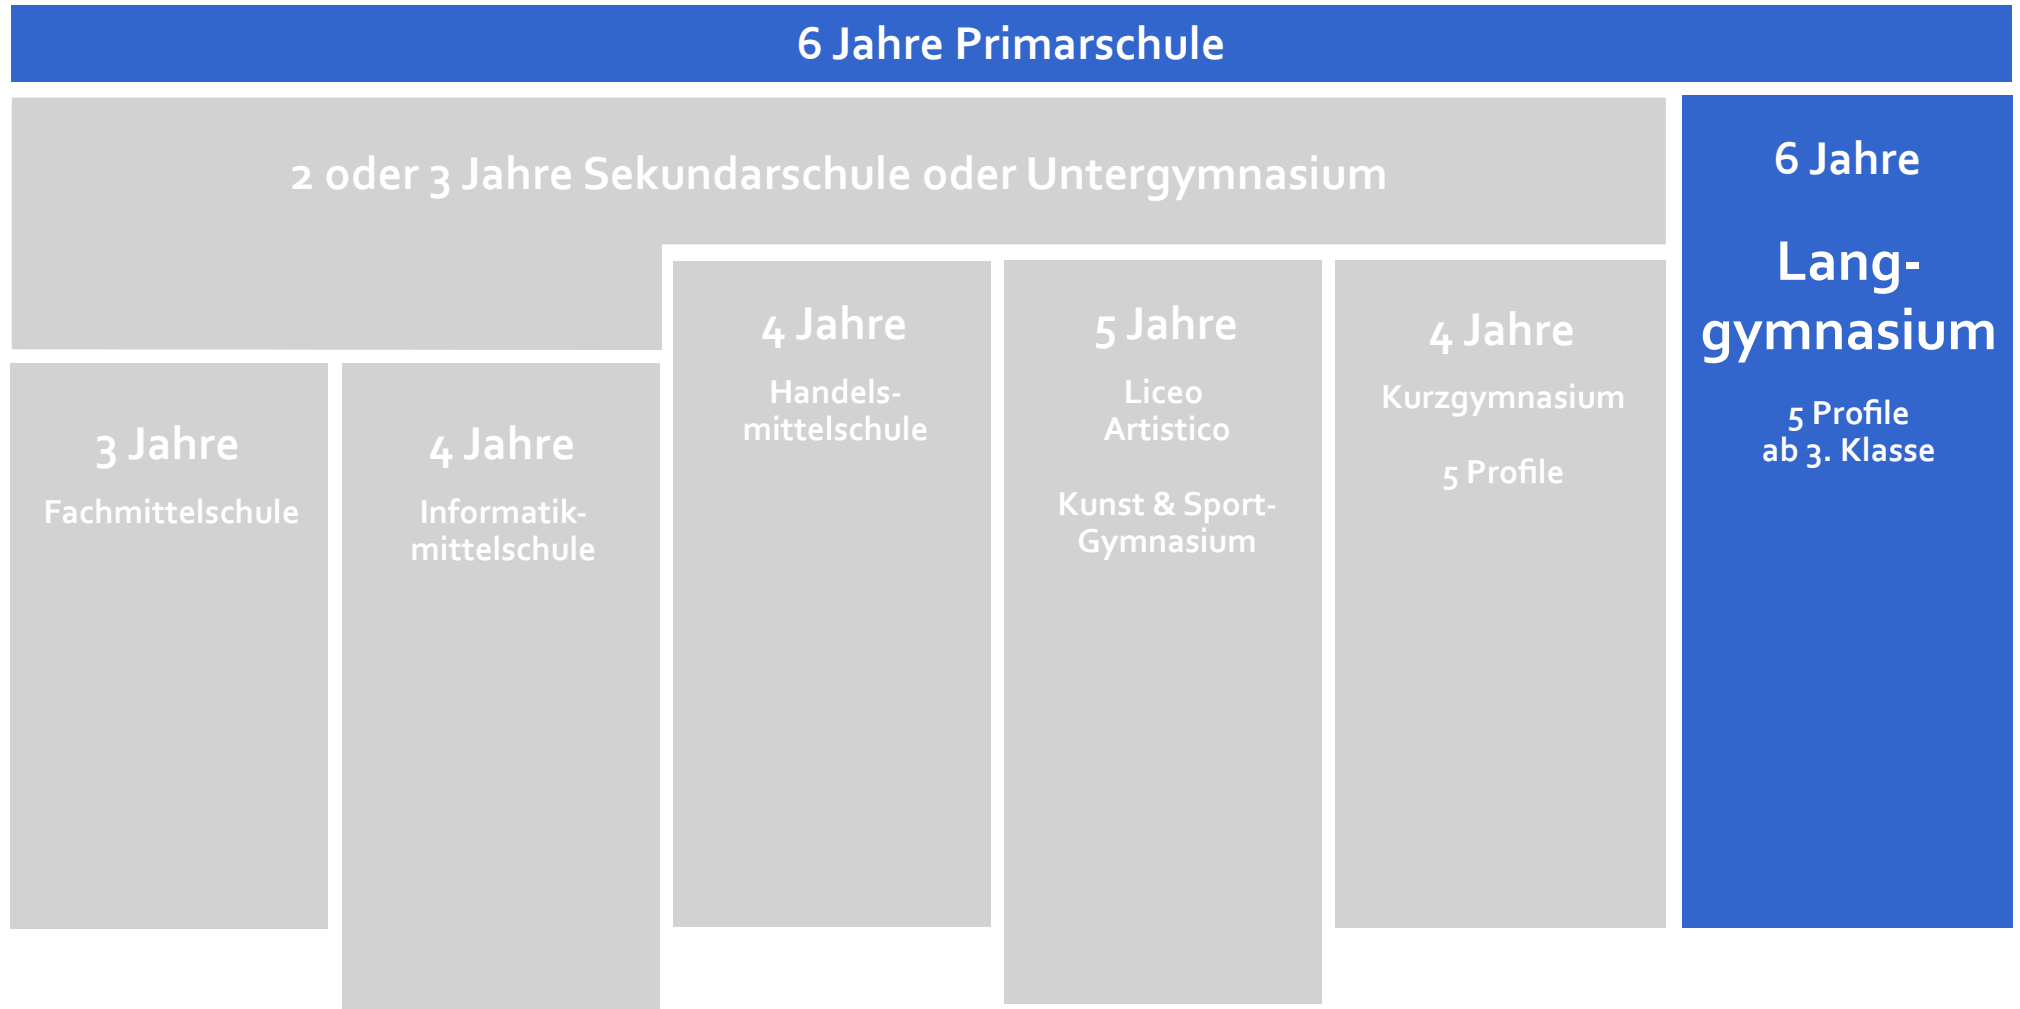 6 Jahre Primarschule
2 oder 3 Jahre Sekundarschule oder Untergymnasium
3 Jahre
Fachmittelschule
4 Jahre
Informatik-
mittelschule
4 Jahre
Handels-
mittelschule
5 Jahre
Liceo
Artistico
Kunst & Sport-
Gymnasium
4 Jahre
Kurzgymnasium
5 Profile
6 Jahre
Lang-
gymnasium
5 Profile
ab 3. Klasse